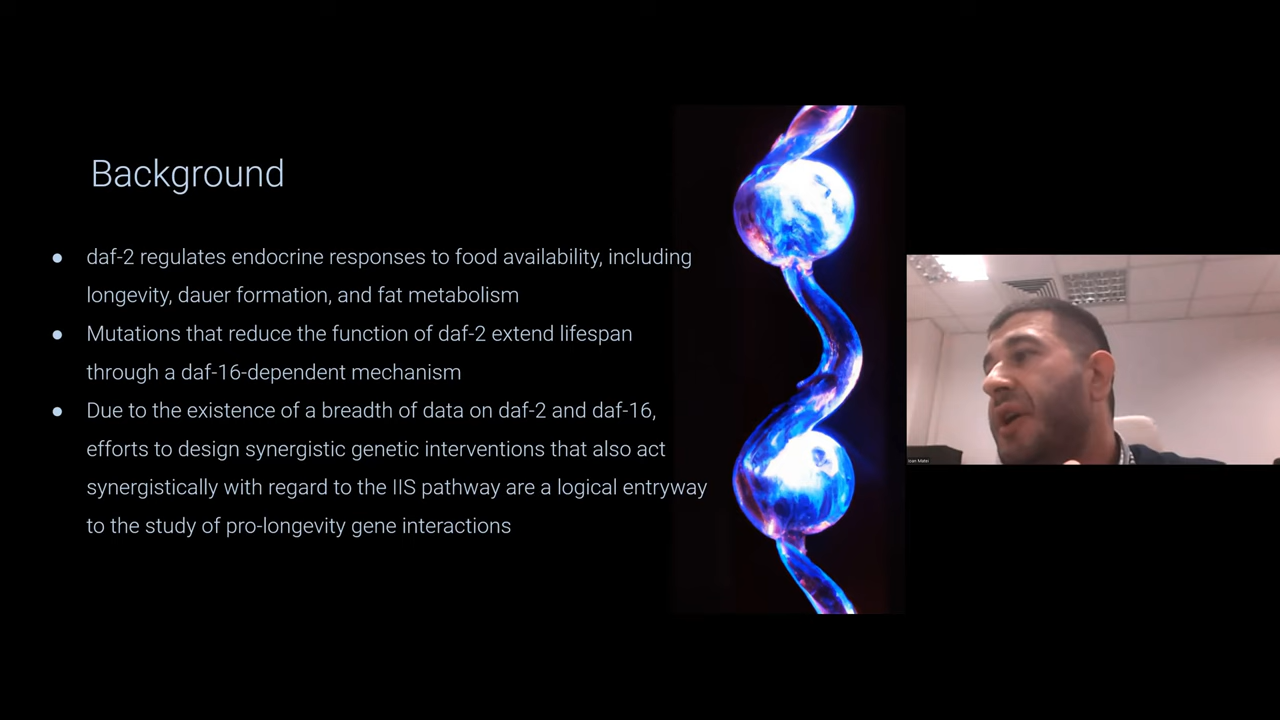 Background
● daf-2 regulates endocrine responses to food availability, including
longevity, dauer formation, and fat metabolism
● Mutations that reduce the function of daf-2 extend lifespan
through a daf-16-dependent mechanism
● Due to the existence of a breadth of data on daf-2 and daf-16,
efforts to design synergistic genetic interventions that also act
synergistically with regard to the IIS pathway are a logical entryway
to the study of pro-longevity gene interactions
Ioan Matei